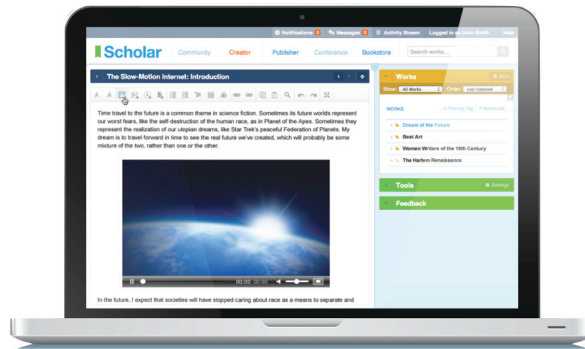 Notifications Messages Activity Stream Logged in as John Smith Help
Scholar Community Creator Publisher Conference Bookstore Search works...
The Slow-Motion Internet: Introduction
Time travel to the future is a common theme in science fiction. Sometimes its future worlds represent
our worst fears, like the self-destruction of the human race, as in Planet of the Apes. Sometimes they
represent the realization of our utopian dreams, like Star Trek's peaceful Federation of Planets. My
dream is to travel forward in time to see the real future we've created, which will probably be some
mixture of the two, rather than one or the other.
00:00 00:00
In the future, I expect that societies will have stopped caring about race as a means to separate and
Works
Show: All Works Order: Last Updated
WORKS
Dream of the Future
Beat Art
Women Writers of the 19th Century
The Harlem Renaissance
Tools Settings
Feedback